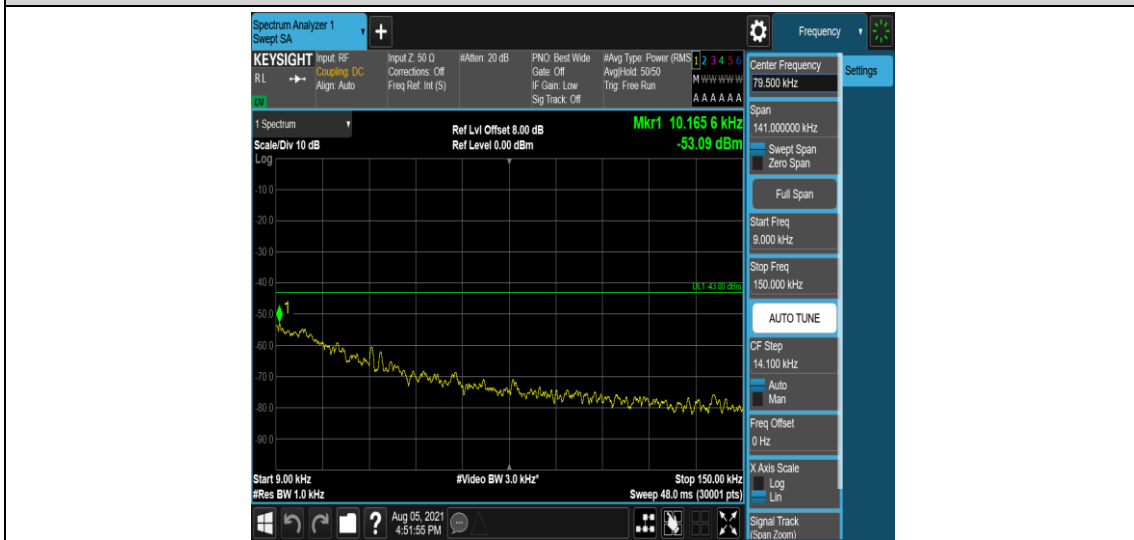 Spectrum Analyzer 1
Swept SA
Frequency
KEYSIGHT
RL
LXI
Input: RF
Coupling: DC
Align: Auto
Input Z: 50 Ω
Corrections: Off
Freq Ref: Int (S)
#Atten: 20 dB
PNO: Best Wide
Gate: Off
IF Gain: Low
Sig Track: Off
#Avg Type: Power (RMS
Avg|Hold: 50/50
Trig: Free Run
1 2 3 4 5 6
M W W W W W
A A A A A A
1 Spectrum
Scale/Div 10 dB
Ref Lvl Offset 8.00 dB
Ref Level 0.00 dBm
Mkr1 10.165 6 kHz
-53.09 dBm
Log
-10.0
-20.0
-30.0
-40.0
DL1 -43.00 dBm
-50.0
1
-60.0
-70.0
-80.0
-90.0
Start 9.00 kHz
#Res BW 1.0 kHz
#Video BW 3.0 kHz*
Stop 150.00 kHz
Sweep 48.0 ms (30001 pts)
?
Aug 05, 2021
4:51:55 PM
Center Frequency
79.500 kHz
Settings
Span
141.000000 kHz
Swept Span
Zero Span
Full Span
Start Freq
9.000 kHz
Stop Freq
150.000 kHz
AUTO TUNE
CF Step
14.100 kHz
Auto
Man
Freq Offset
0 Hz
X Axis Scale
Log
Lin
Signal Track
(Span Zoom)